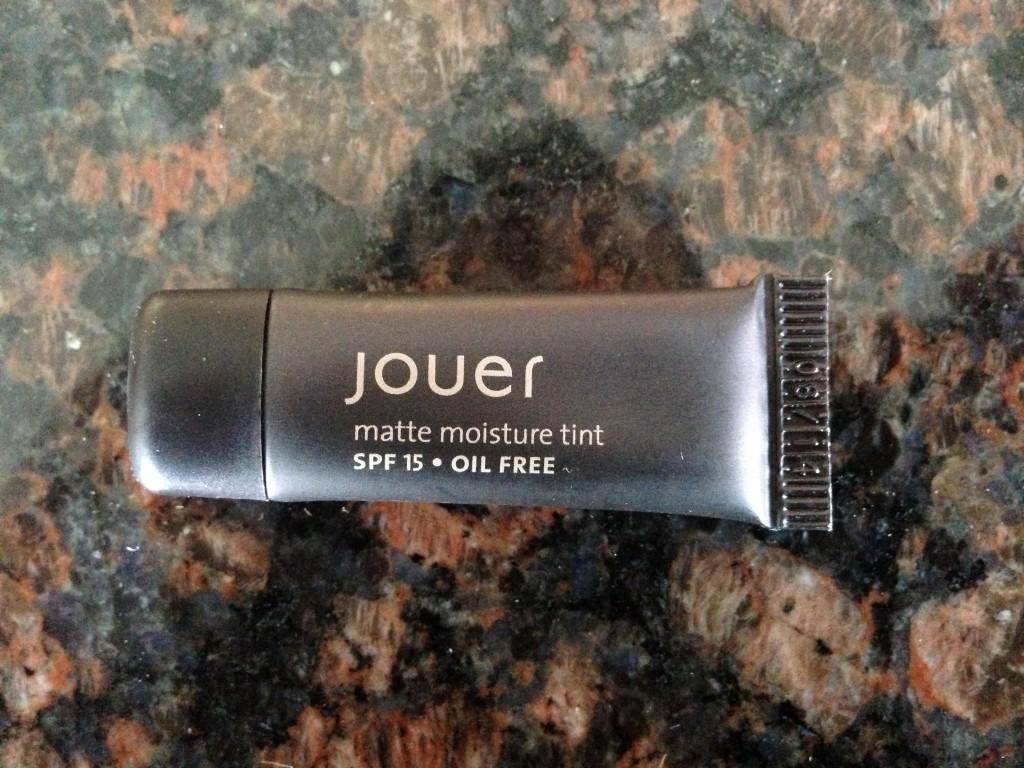 Jouer
matte moisture tint
SPF 15 • OIL FREE